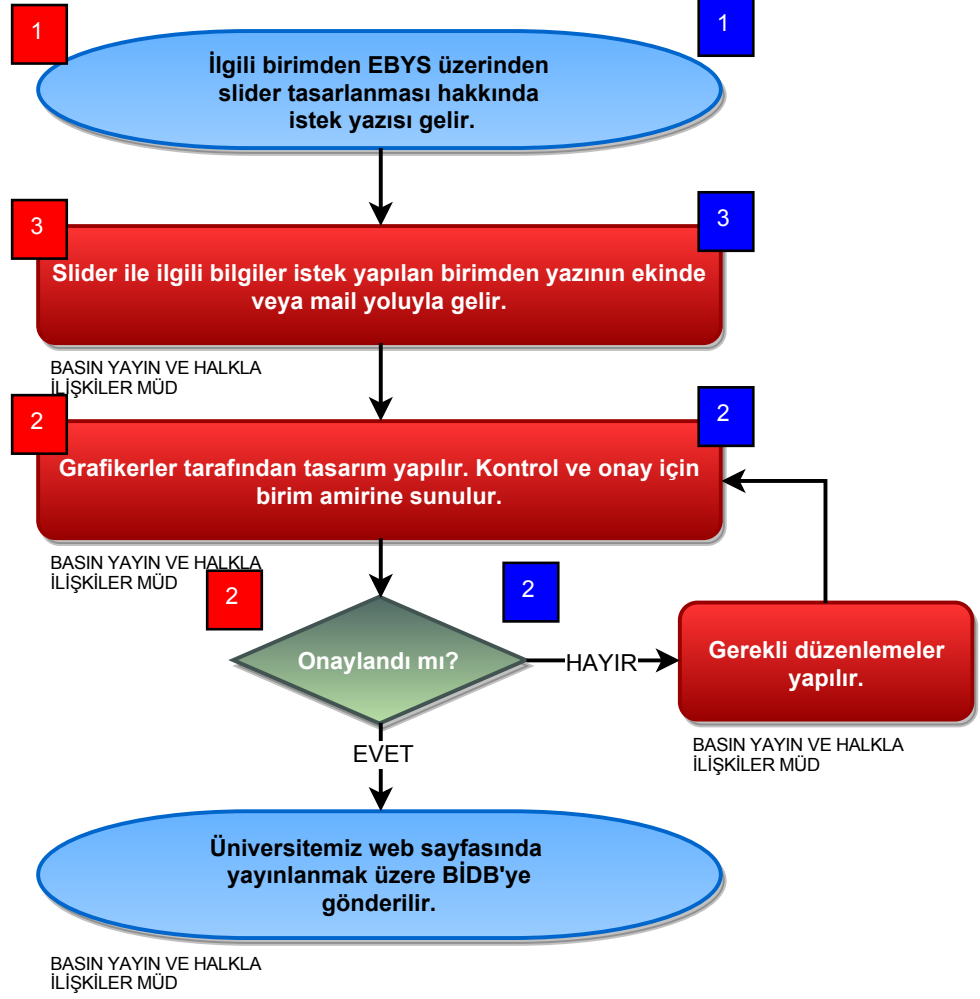 1
1
İlgili birimden EBYS üzerinden
slider tasarlanması hakkında
istek yazısı gelir.
3
3
Slider ile ilgili bilgiler istek yapılan birimden yazının ekinde
veya mail yoluyla gelir.
BASIN YAYIN VE HALKLA
İLİŞKİLER MÜD
2
2
Grafikerler tarafından tasarım yapılır. Kontrol ve onay için
birim amirine sunulur.
BASIN YAYIN VE HALKLA
İLİŞKİLER MÜD
2
2
Onaylandı mı?
HAYIR
Gerekli düzenlemeler
yapılır.
BASIN YAYIN VE HALKLA
İLİŞKİLER MÜD
EVET
Üniversitemiz web sayfasında
yayınlanmak üzere BİDB'ye
gönderilir.
BASIN YAYIN VE HALKLA
İLİŞKİLER MÜD